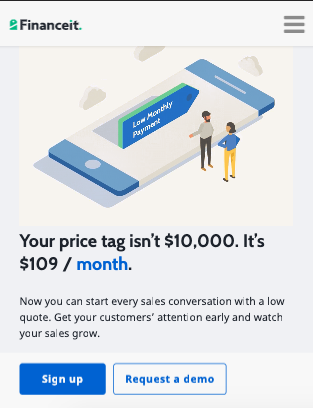 Financeit.
Low Monthly
Payment
Your price tag isn't $10,000. It's
$109 / month.
Now you can start every sales conversation with a low
quote. Get your customers' attention early and watch
your sales grow.
Sign up
Request a demo